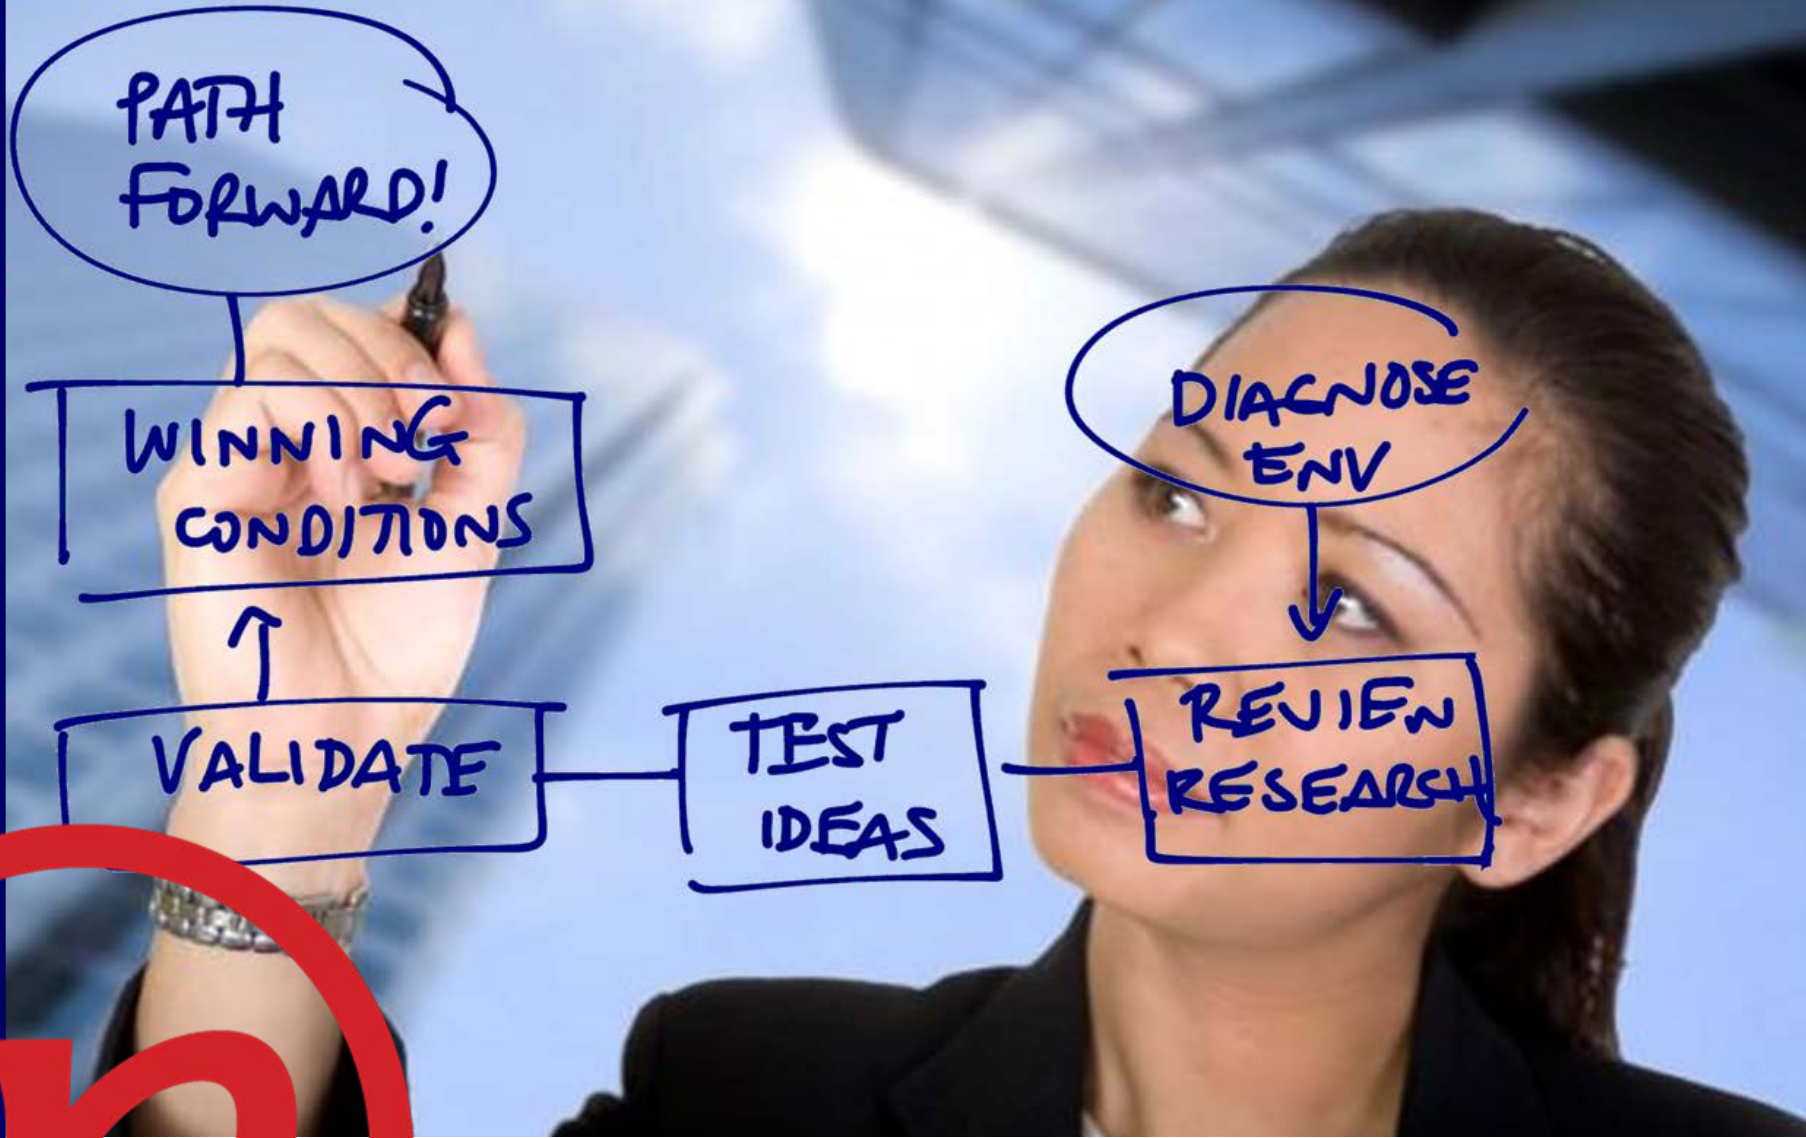 PATH
FORWARD!
WINNING
CONDITIONS
VALIDATE
TEST
IDEAS
DIAGNOSE
ENV
REVIEW
RESEARCH
n